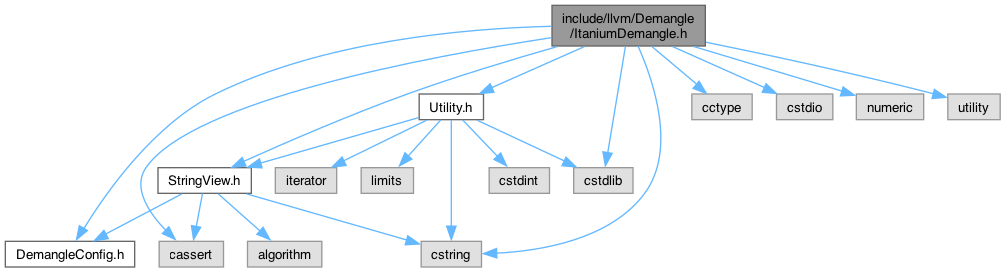 include/llvm/Demangle
/ItaniumDemangle.h
Utility.h
cctype
cstdio
numeric
utility
StringView.h
iterator
limits
cstdint
cstdlib
DemangleConfig.h
cassert
algorithm
cstring